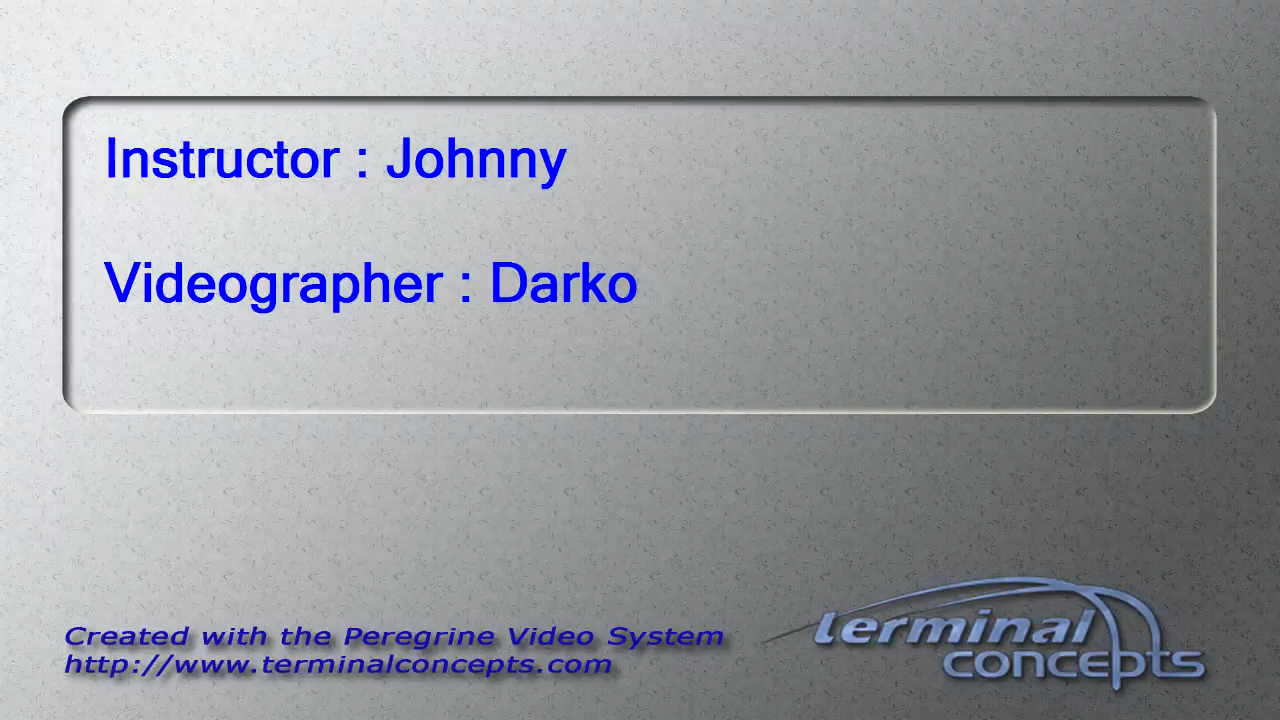 Instructor : Johnny
Videographer : Darko
Created with the Peregrine Video System
http://www.terminalconcepts.com
terminal
concepts